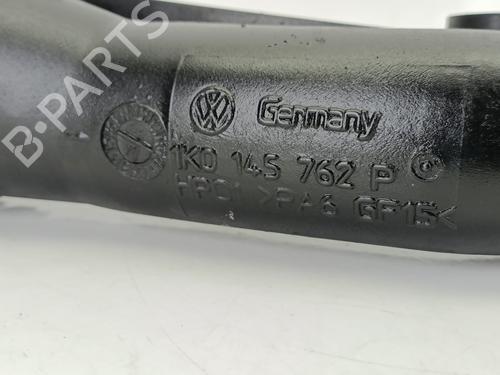 B-PARTS
VW Germany
1K0 145 762 P
>PA6 GF15<